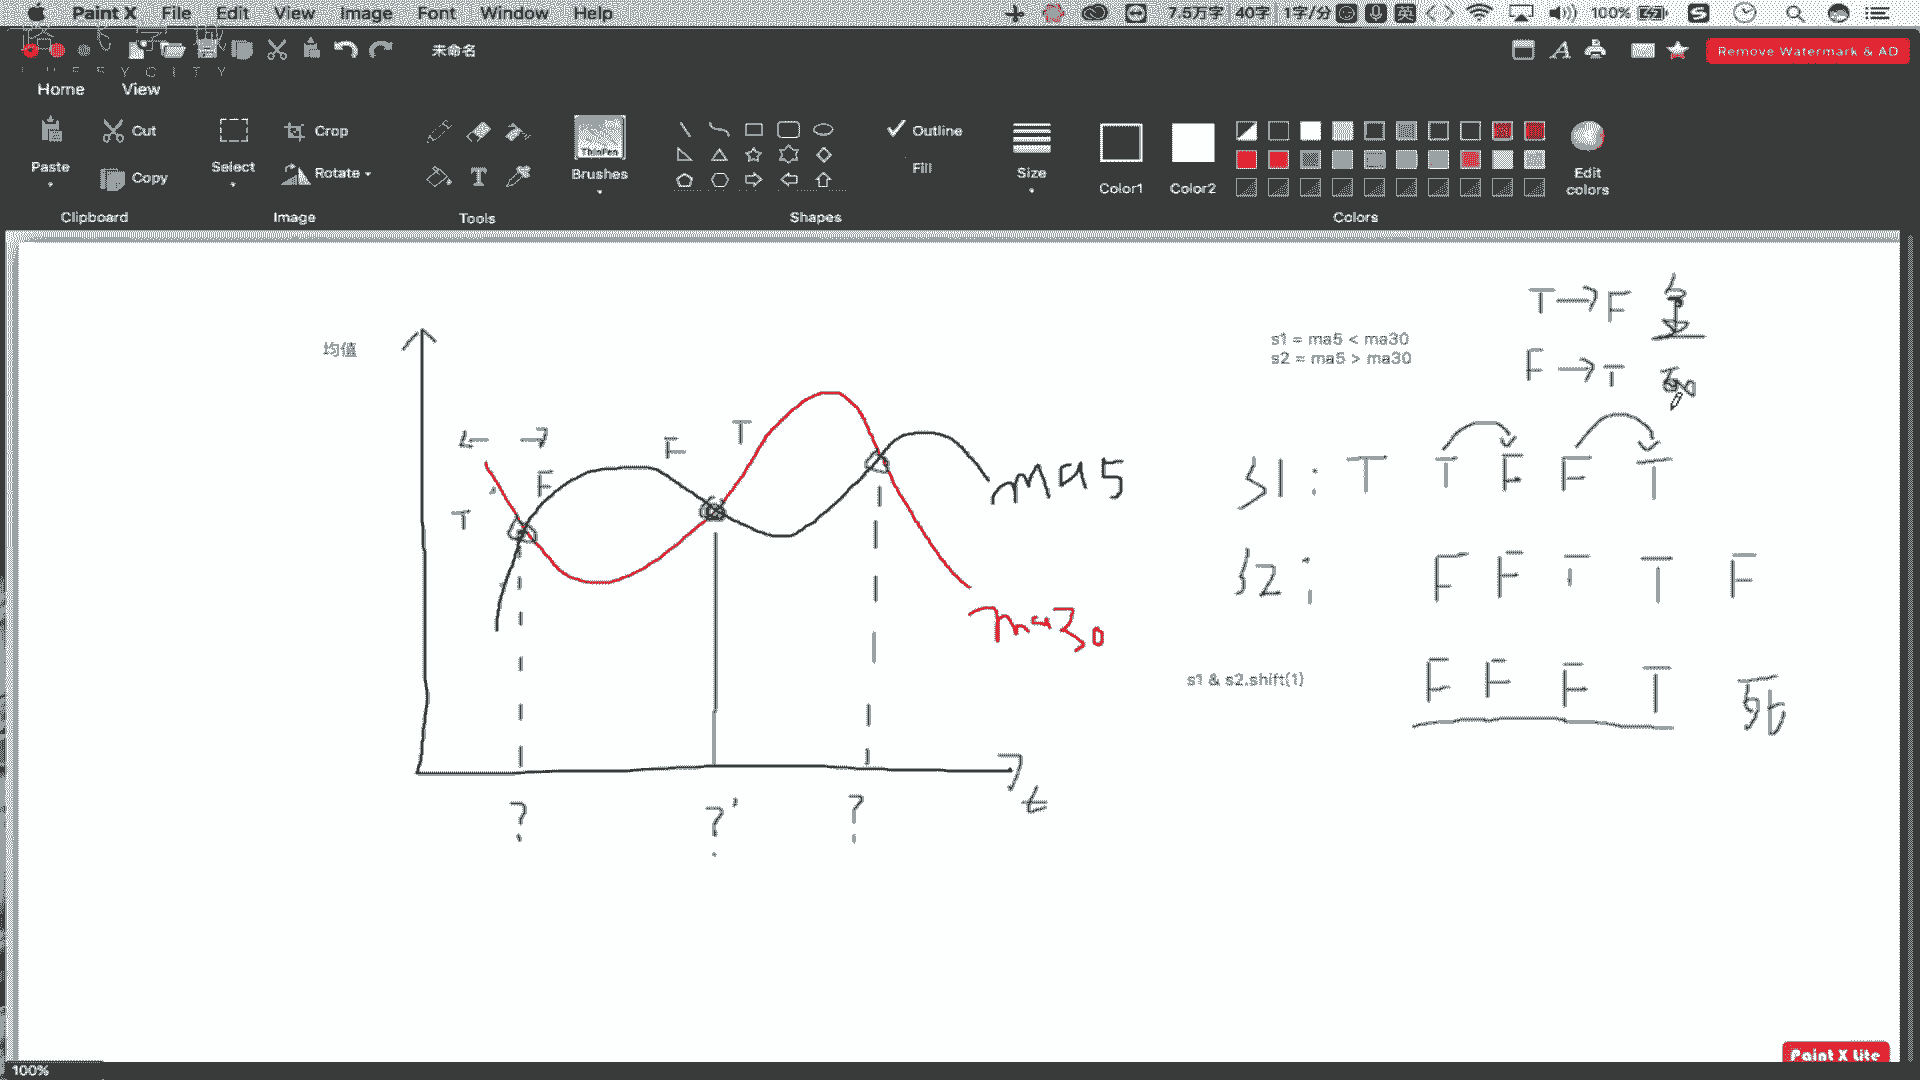 Paint X File Edit View Image Font Window Help 7.5万字 40字 1字/分 英 100%
未命名 Remove Watermark & AD
Home View
Paste Cut Copy Select Crop Rotate ThinPen Brushes Outline Fill Size Color1 Color2 Edit colors
Clipboard Image Tools Shapes Colors
均值
T→F 金
F→T 死
s1 = ma5 < ma30
s2 = ma5 > ma30
← →
T F F T
ma5
ma30
S1: T T F F T
S2: F F T T F
s1 & s2.shift(1) F F F T 死
? ?' ? t
Paint X Lite
100%